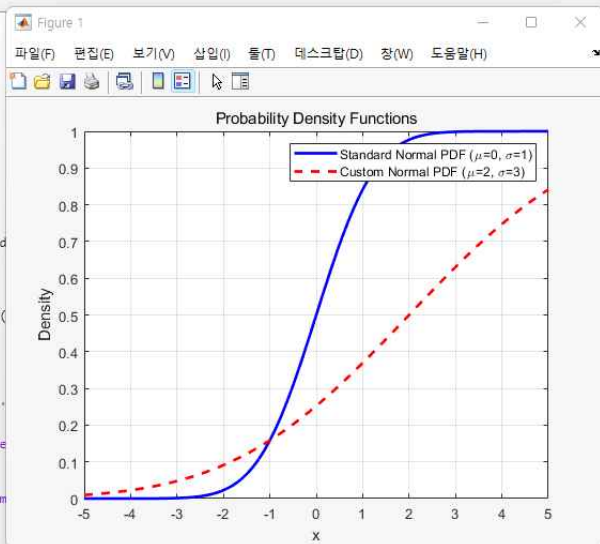 Figure 1
파일(F) 편집(E) 보기(V) 삽입(I) 툴(T) 데스크탑(D) 창(W) 도움말(H)
Probability Density Functions
Standard Normal PDF (μ=0, σ=1)
Custom Normal PDF (μ=2, σ=3)
1
0.9
0.8
0.7
0.6
0.5
0.4
0.3
0.2
0.1
0
Density
-5 -4 -3 -2 -1 0 1 2 3 4 5
x